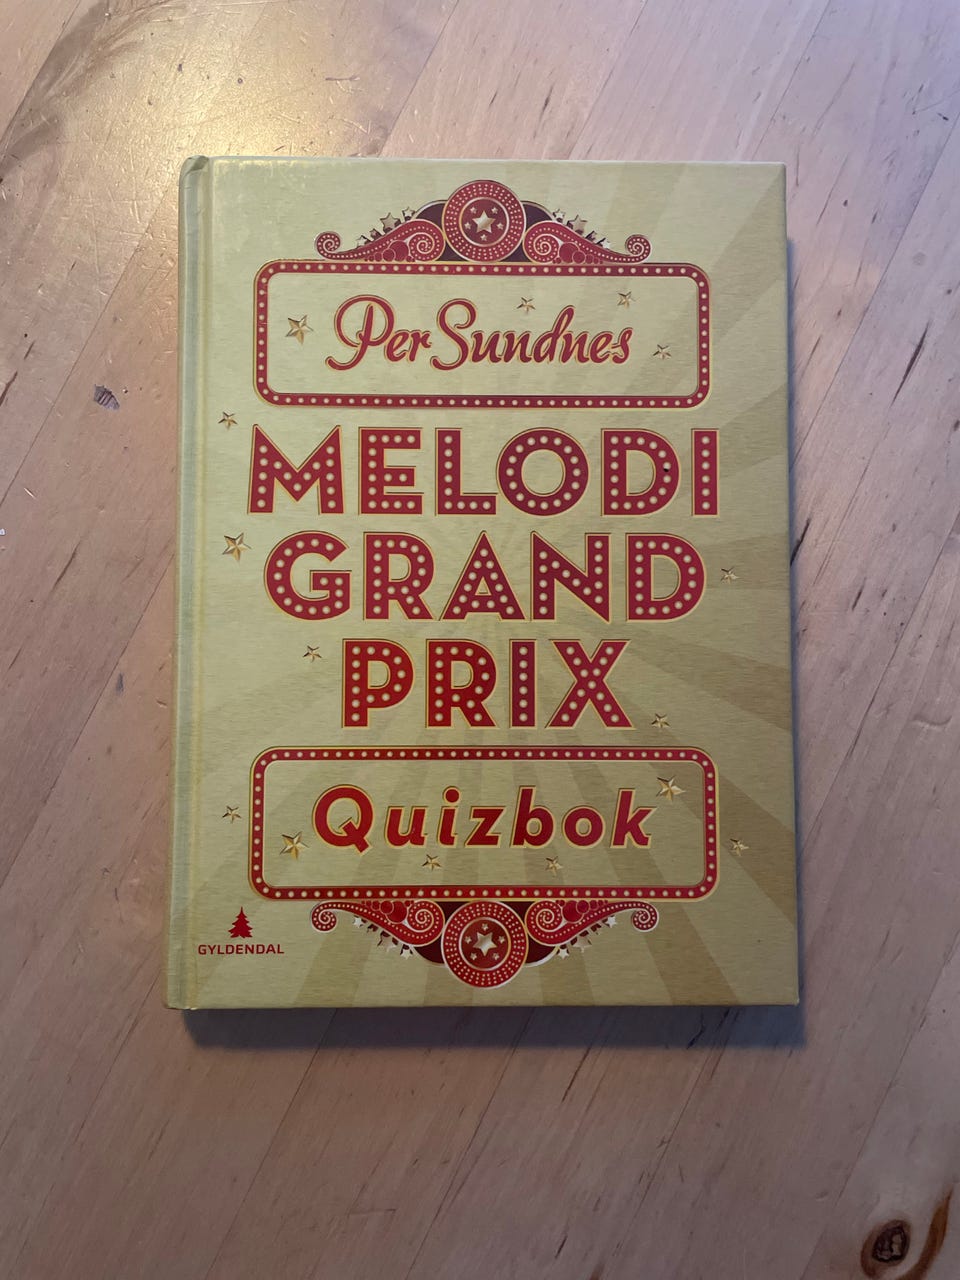 Per Sundnes
MELODI
GRAND
PRIX
Quizbok
GYLDENDAL